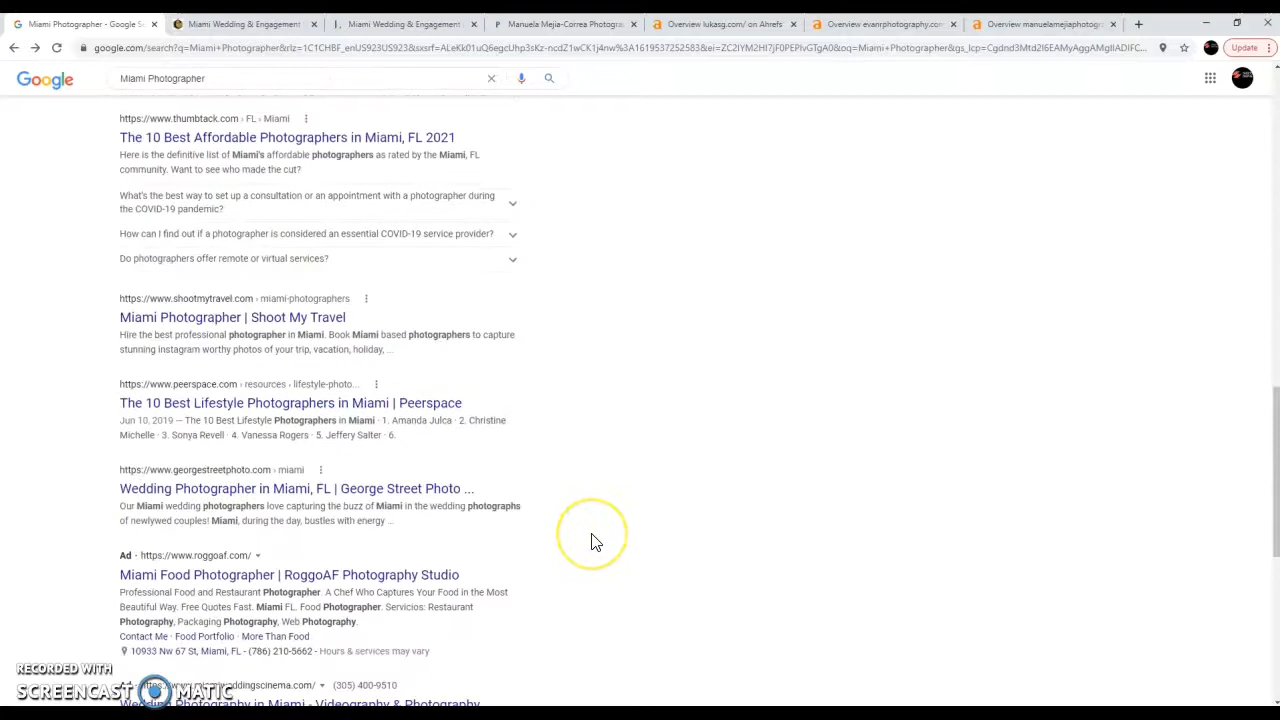 Miami Photographer - Google S
Miami Wedding & Engagement
Miami Wedding & Engagement
Manuela Mejia-Correa Photogra
Overview lukasg.com/ on Ahrefs
Overview evanrphotography.com
Overview manuelamejiaphotogra
Update
Google
Miami Photographer
https://www.thumbtack.com › FL › Miami
The 10 Best Affordable Photographers in Miami, FL 2021
Here is the definitive list of Miami's affordable photographers as rated by the Miami, FL
community. Want to see who made the cut?
What's the best way to set up a consultation or an appointment with a photographer during
the COVID-19 pandemic?
How can I find out if a photographer is considered an essential COVID-19 service provider?
Do photographers offer remote or virtual services?
https://www.shootmytravel.com › miami-photographers
Miami Photographer | Shoot My Travel
Hire the best professional photographer in Miami. Book Miami based photographers to capture
stunning instagram worthy photos of your trip, vacation, holiday, ...
https://www.peerspace.com › resources › lifestyle-photo...
The 10 Best Lifestyle Photographers in Miami | Peerspace
Jun 10, 2019 — The 10 Best Lifestyle Photographers in Miami · 1. Amanda Julca · 2. Christine
Michelle · 3. Sonya Revell · 4. Vanessa Rogers · 5. Jeffery Salter · 6.
https://www.georgestreetphoto.com › miami
Wedding Photographer in Miami, FL | George Street Photo ...
Our Miami wedding photographers love capturing the buzz of Miami in the wedding photographs
of newlywed couples! Miami, during the day, bustles with energy ...
Ad · https://www.roggoaf.com/
Miami Food Photographer | RoggoAF Photography Studio
Professional Food and Restaurant Photographer. A Chef Who Captures Your Food in the Most
Beautiful Way. Free Quotes Fast. Miami FL. Food Photographer. Servicios: Restaurant
Photography, Packaging Photography, Web Photography.
Contact Me · Food Portfolio · More Than Food
10933 Nw 67 St, Miami, FL - (786) 210-5662 - Hours & services may vary
(305) 400-9510
Wedding Photography in Miami - Videography & Photography
RECORDED WITH
SCREENCAST MATIC